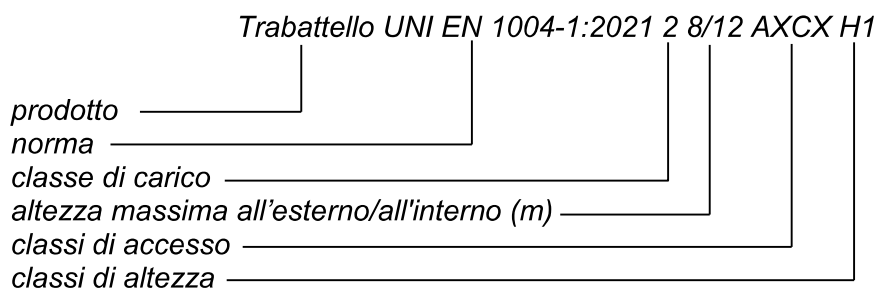 Trabattello UNI EN 1004-1:2021 2 8/12 AXCX H1
prodotto
norma
classe di carico
altezza massima all’esterno/all'interno (m)
classi di accesso
classi di altezza